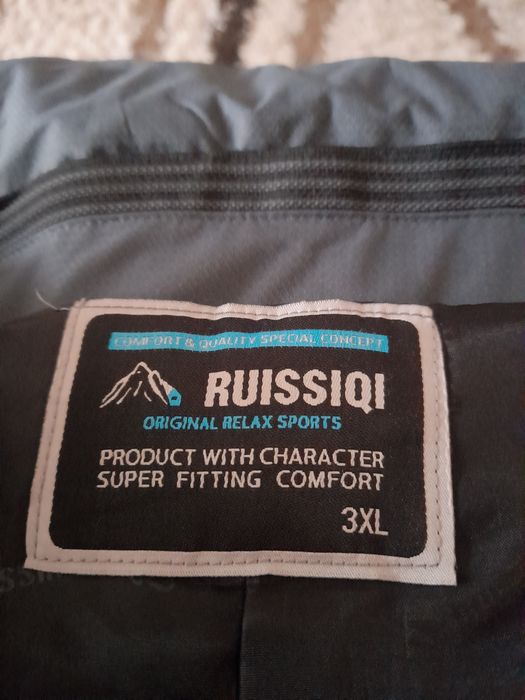 COMFORT & QUALITY SPECIAL CONCEPT
RUISSIQI
ORIGINAL RELAX SPORTS
PRODUCT WITH CHARACTER
SUPER FITTING COMFORT
3XL